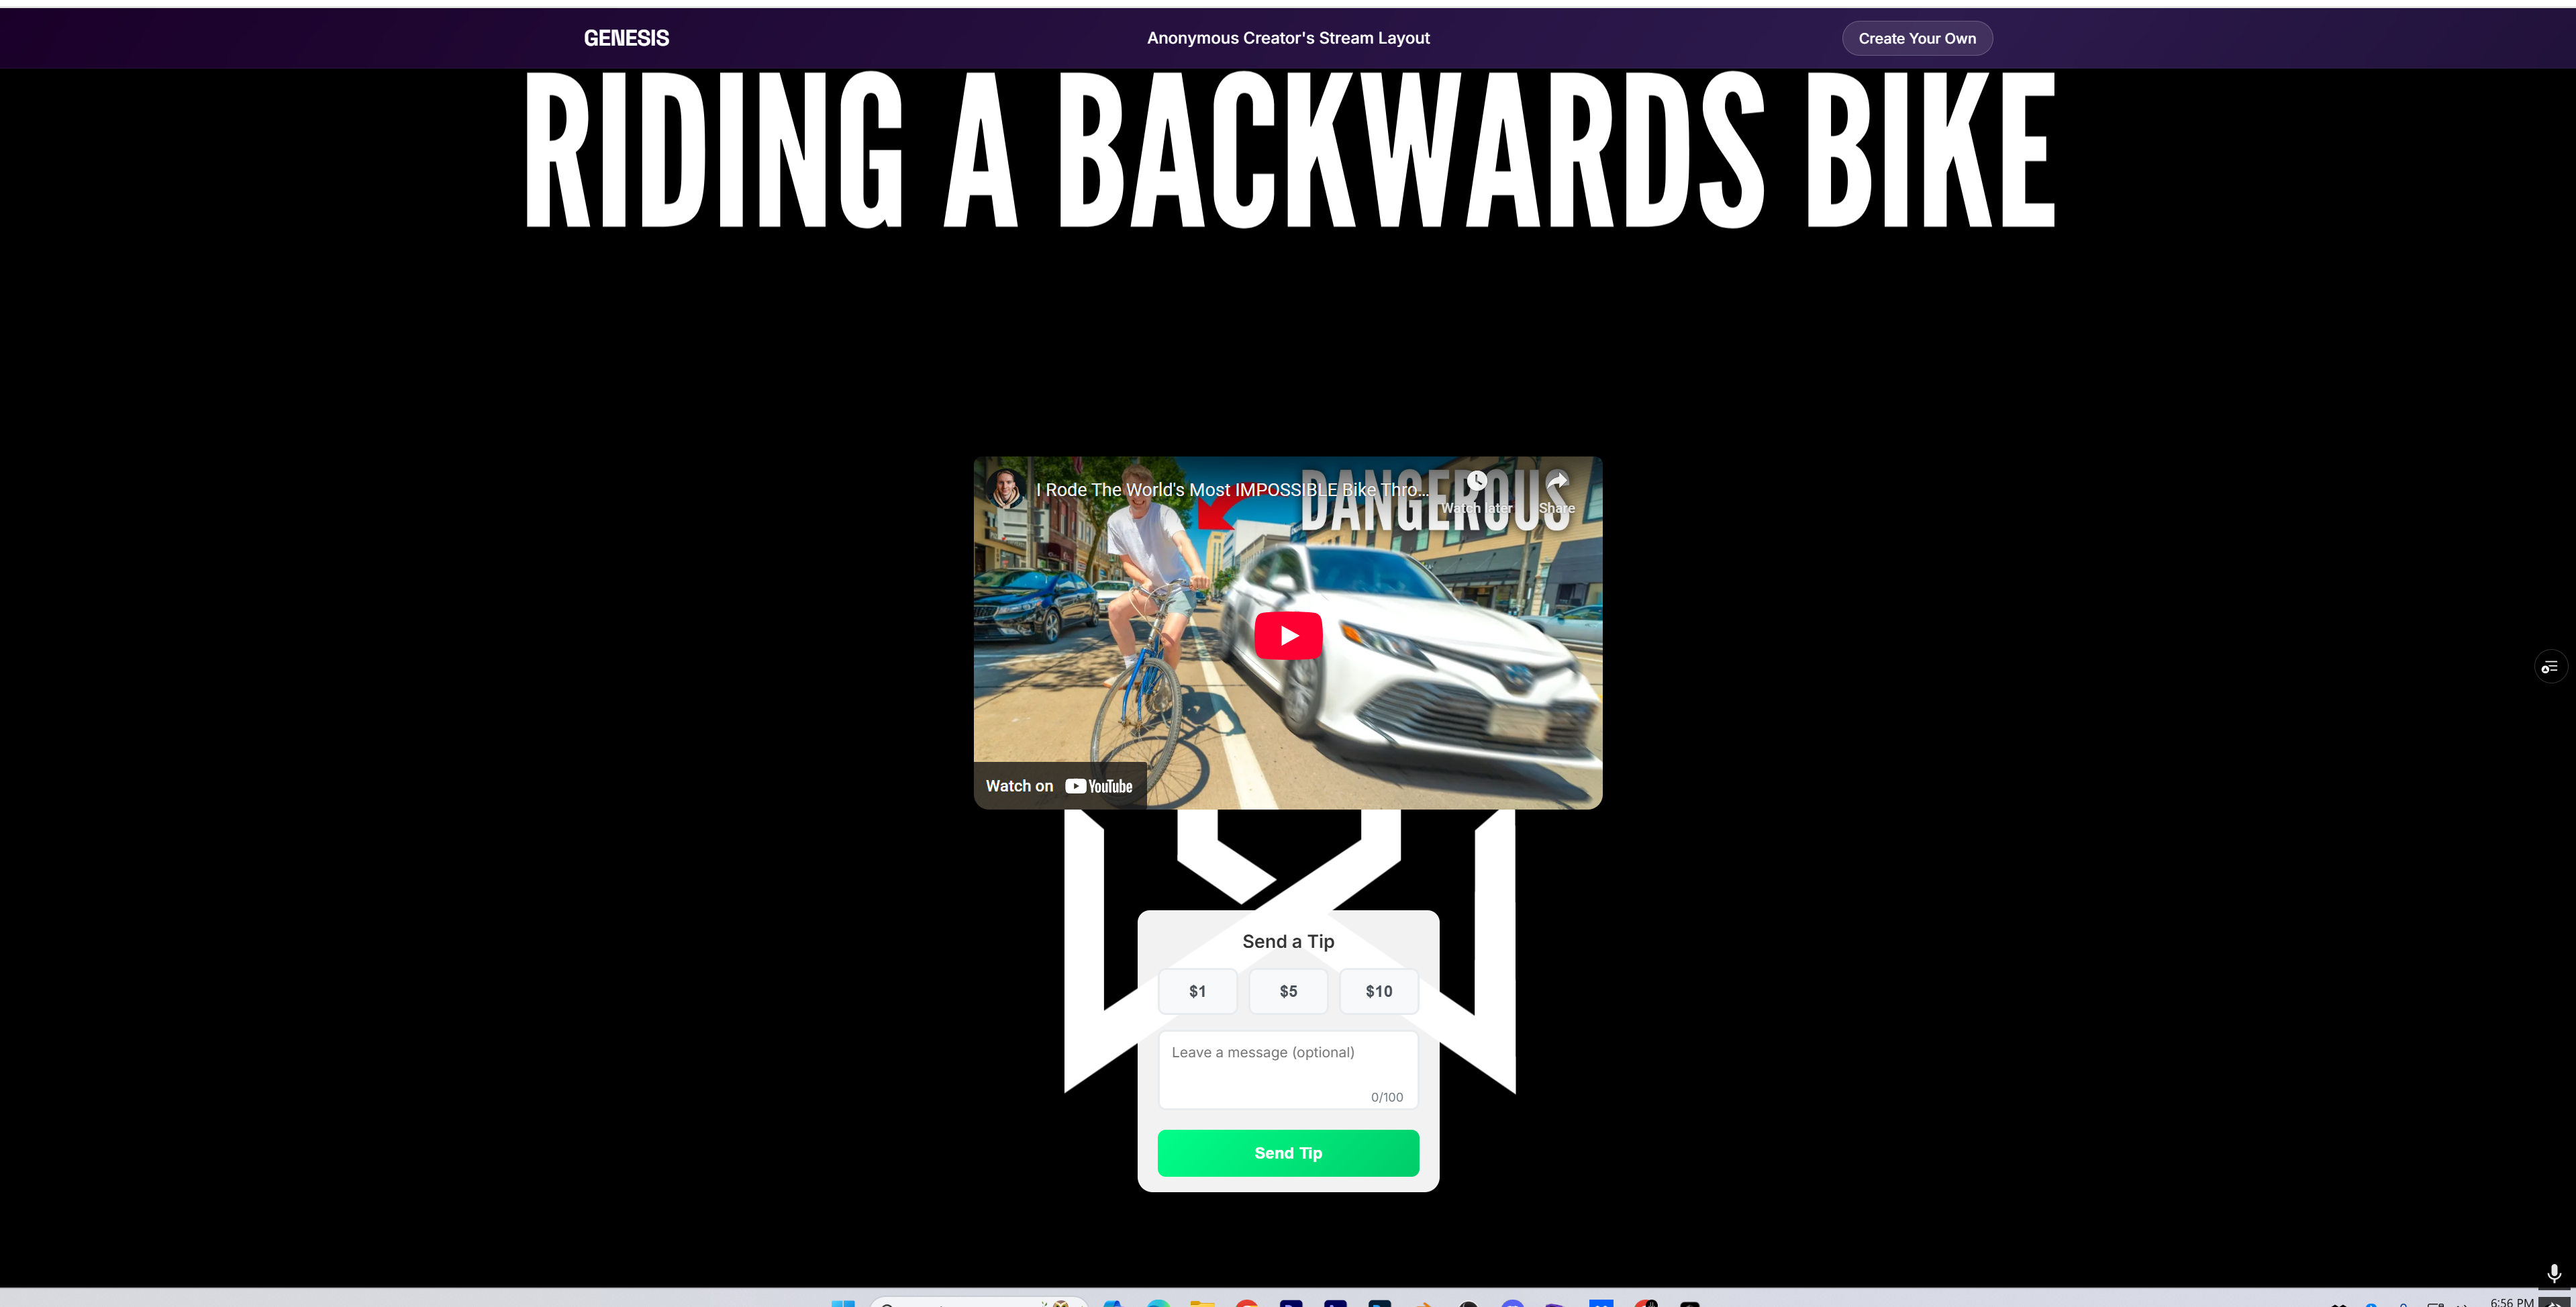 GENESIS
Anonymous Creator's Stream Layout
Create Your Own
RIDING A BACKWARDS BIKE
I Rode The World's Most IMPOSSIBLE Bike Thro...
DANGEROUS
Watch later
Share
Watch on YouTube
Send a Tip
$1
$5
$10
Leave a message (optional)
0/100
Send Tip
6:56 PM